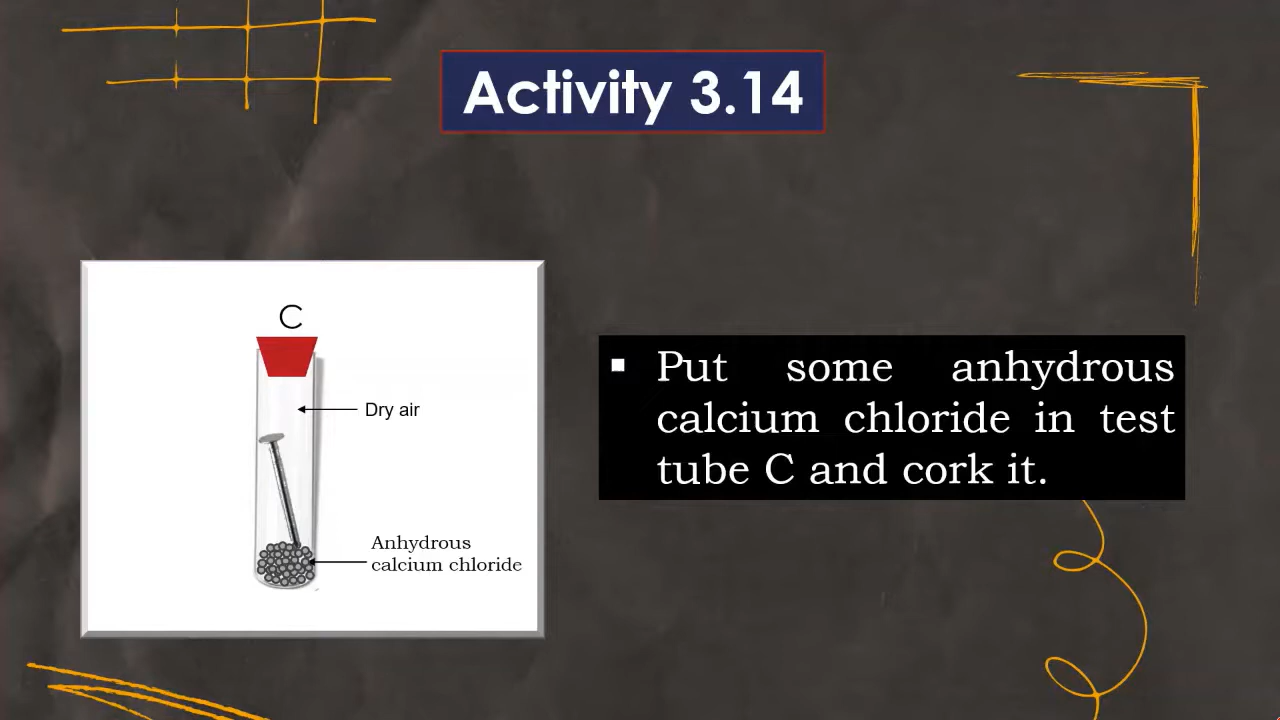 Activity 3.14
C
Dry air
Anhydrous
calcium chloride
▪ Put some anhydrous
calcium chloride in test
tube C and cork it.